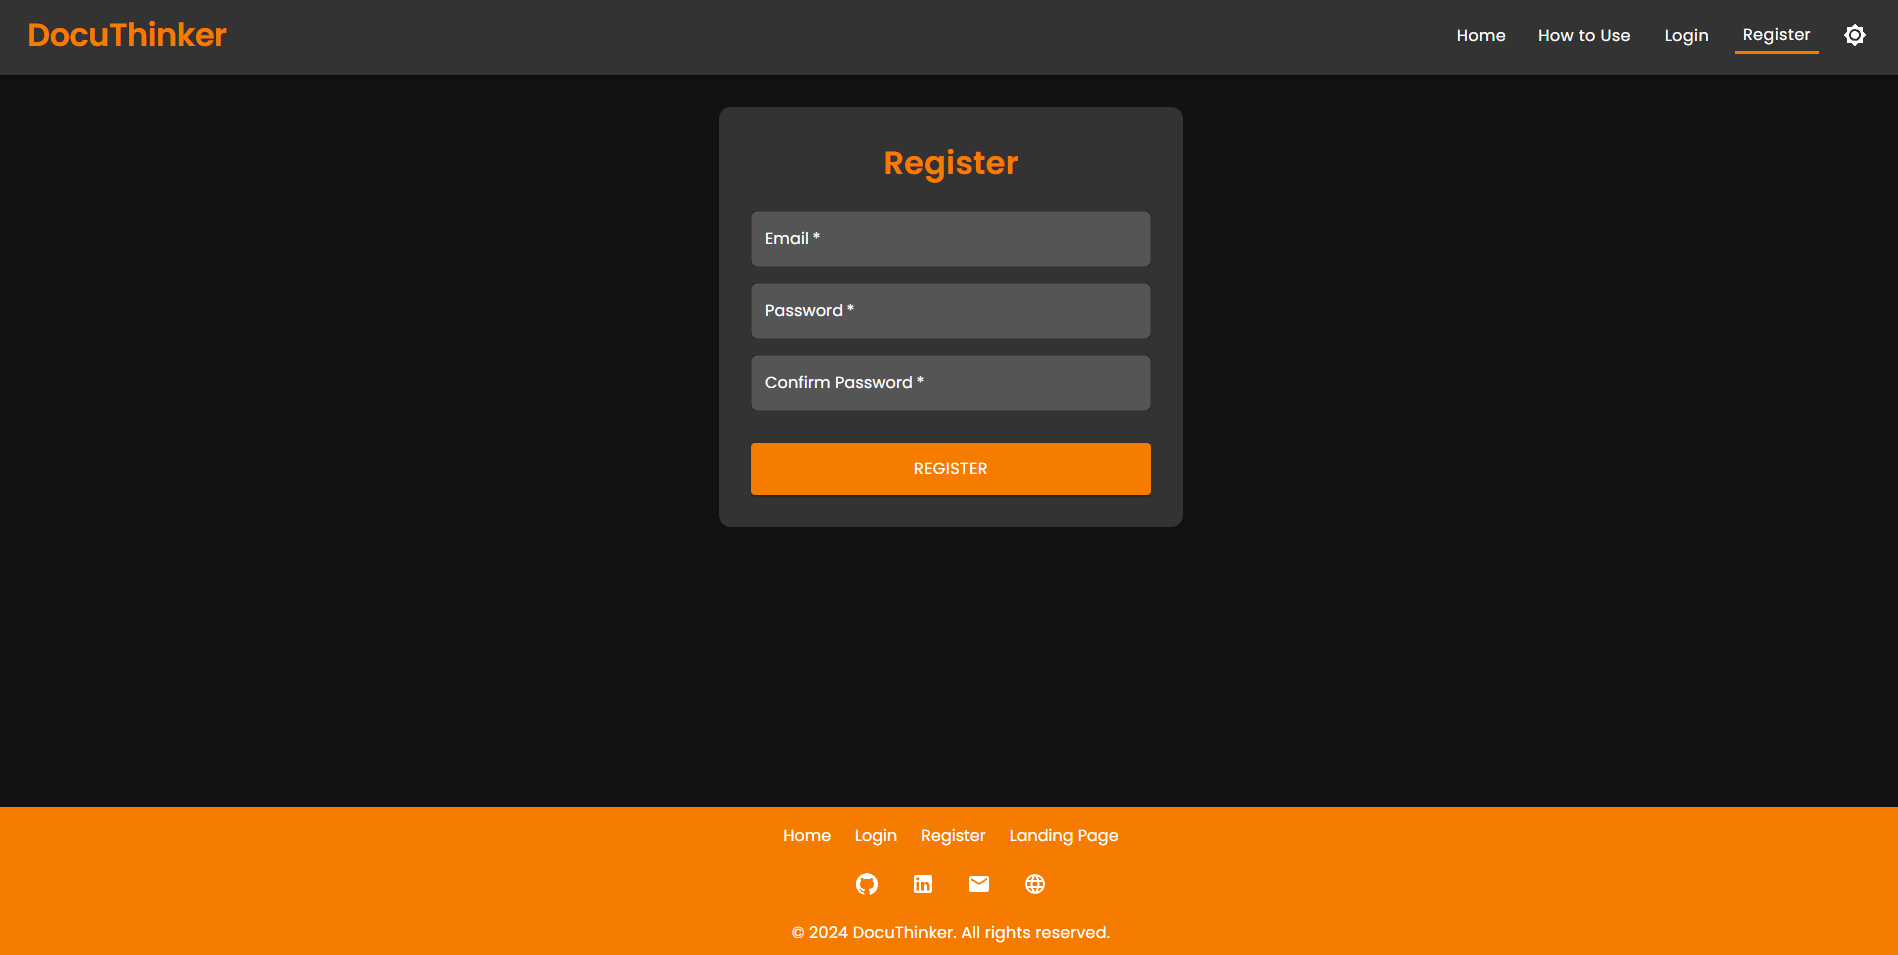 DocuThinker
Home How to Use Login Register
Register
Email *
Password *
Confirm Password *
REGISTER
Home Login Register Landing Page
© 2024 DocuThinker. All rights reserved.